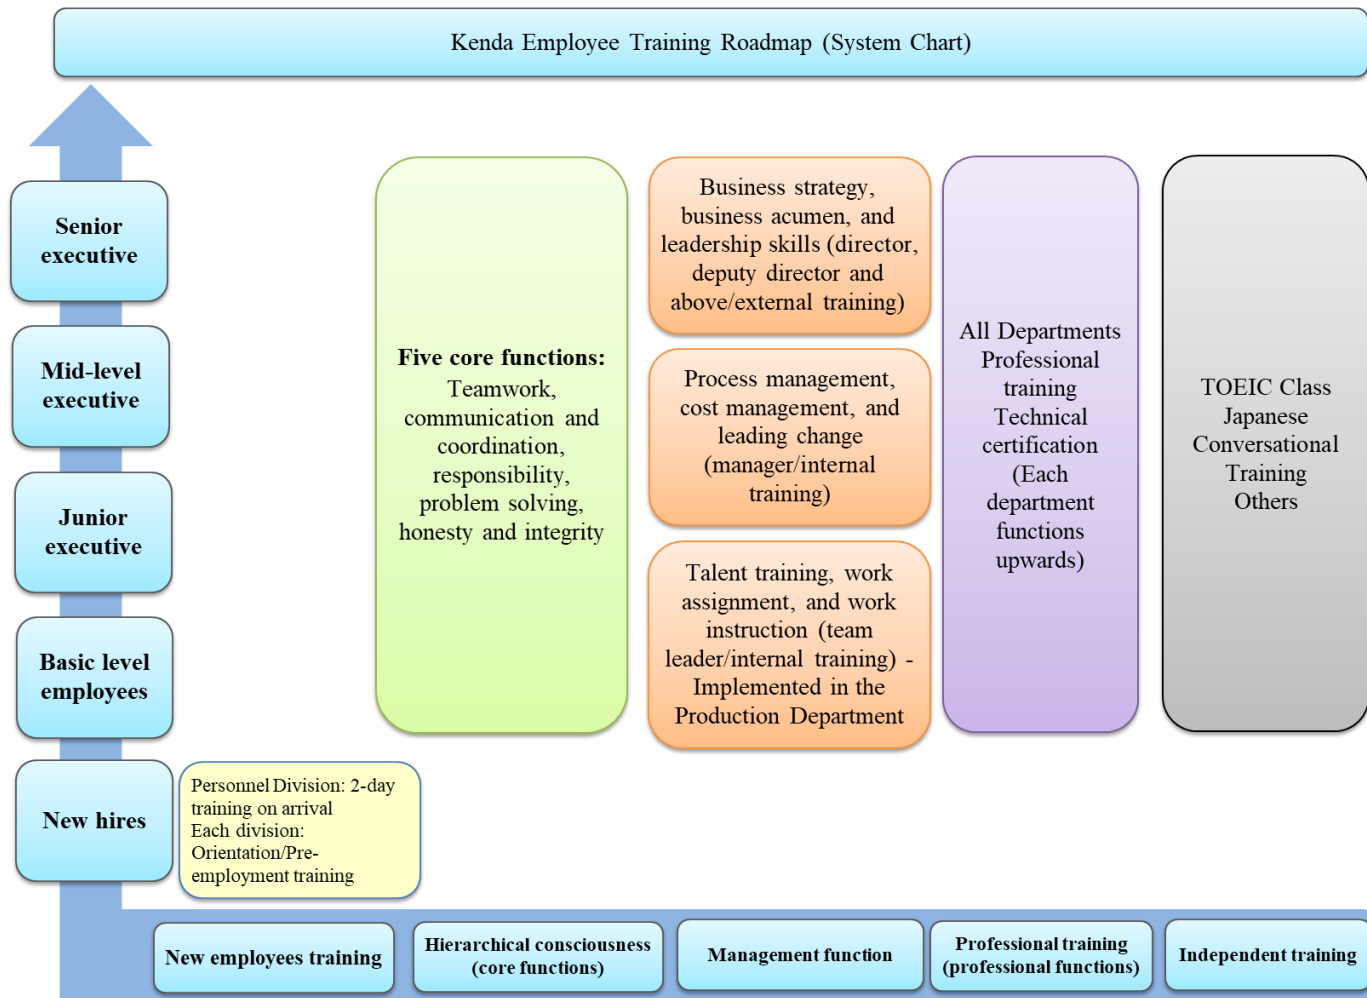 Kenda Employee Training Roadmap (System Chart)
Senior
executive
Mid-level
executive
Junior
executive
Basic level
employees
New hires
Personnel Division: 2-day
training on arrival
Each division:
Orientation/Pre-
employment training
Five core functions:
Teamwork,
communication and
coordination,
responsibility,
problem solving,
honesty and integrity
Business strategy,
business acumen, and
leadership skills (director,
deputy director and
above/external training)
Process management,
cost management, and
leading change
(manager/internal
training)
Talent training, work
assignment, and work
instruction (team
leader/internal training) -
Implemented in the
Production Department
All Departments
Professional
training
Technical
certification
(Each
department
functions
upwards)
TOEIC Class
Japanese
Conversational
Training
Others
New employees training
Hierarchical consciousness
(core functions)
Management function
Professional training
(professional functions)
Independent training